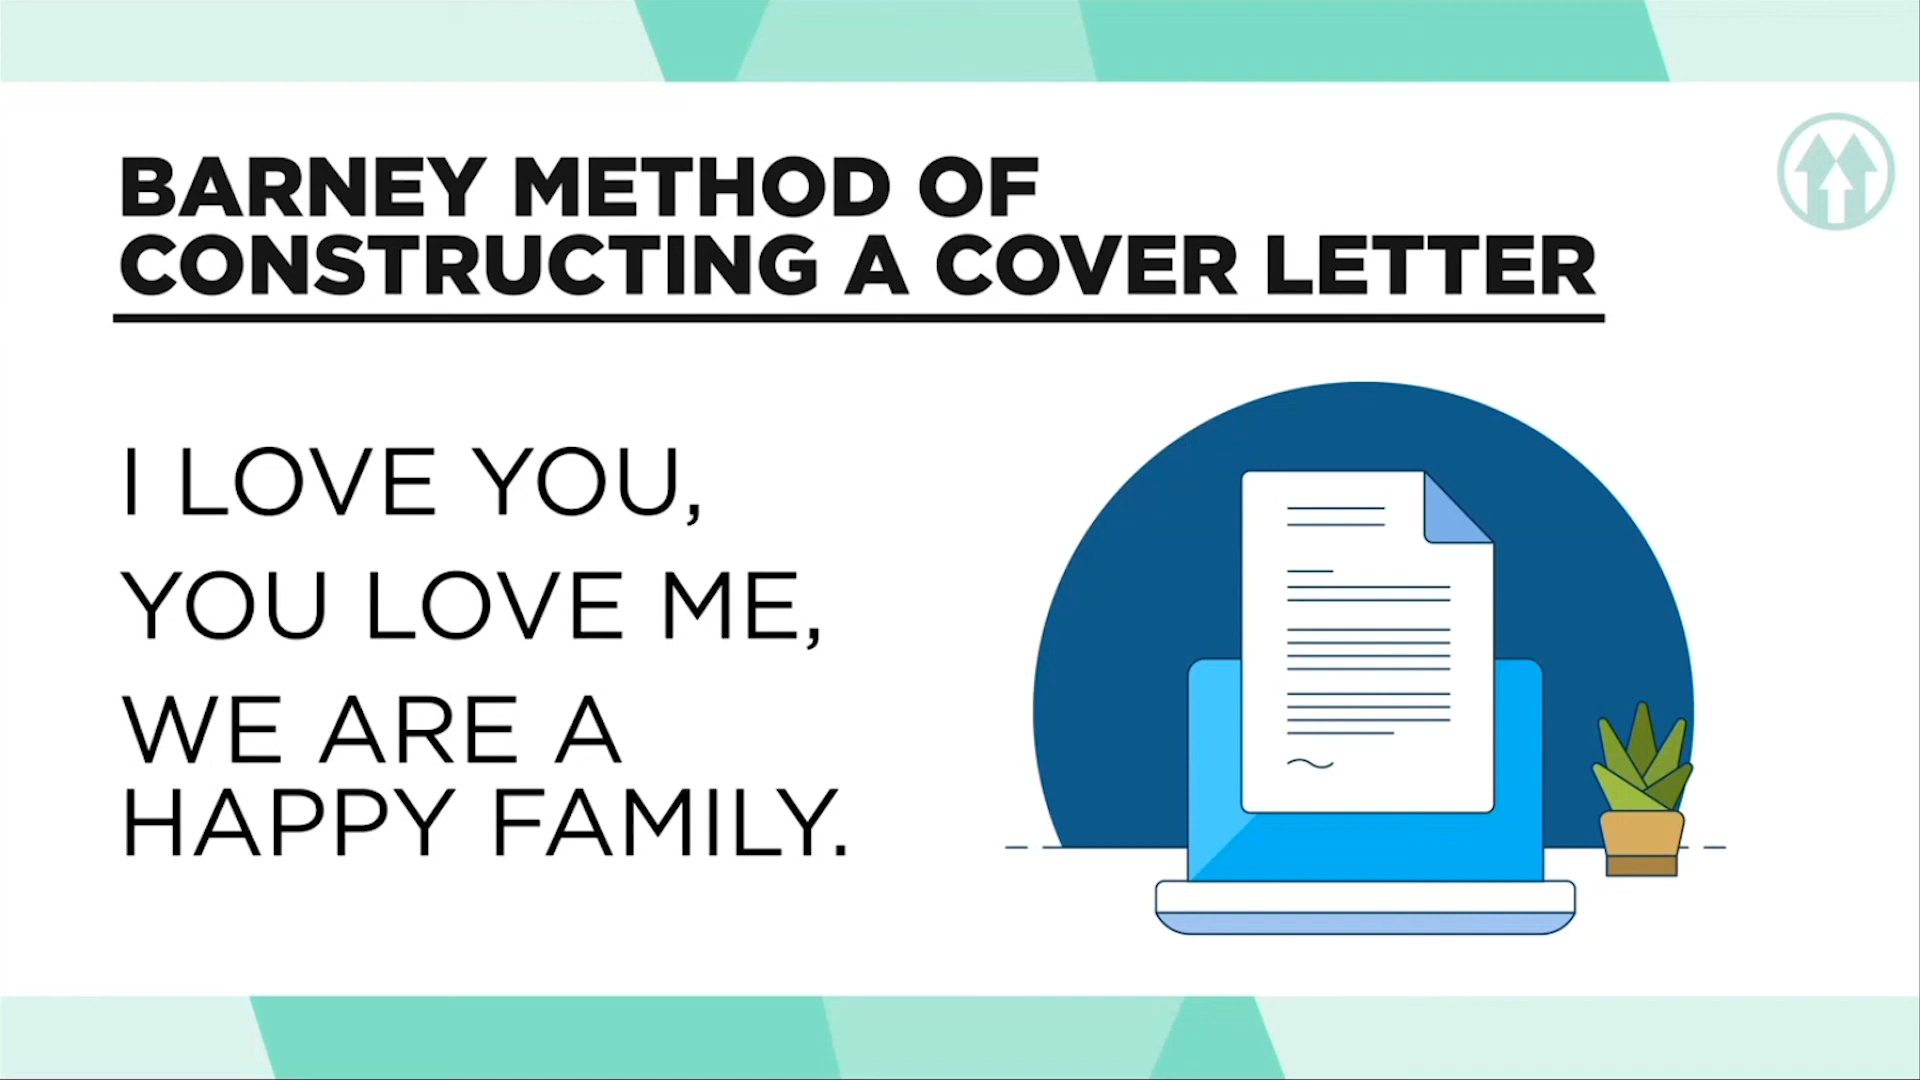 BARNEY METHOD OF
CONSTRUCTING A COVER LETTER
I LOVE YOU,
YOU LOVE ME,
WE ARE A
HAPPY FAMILY.